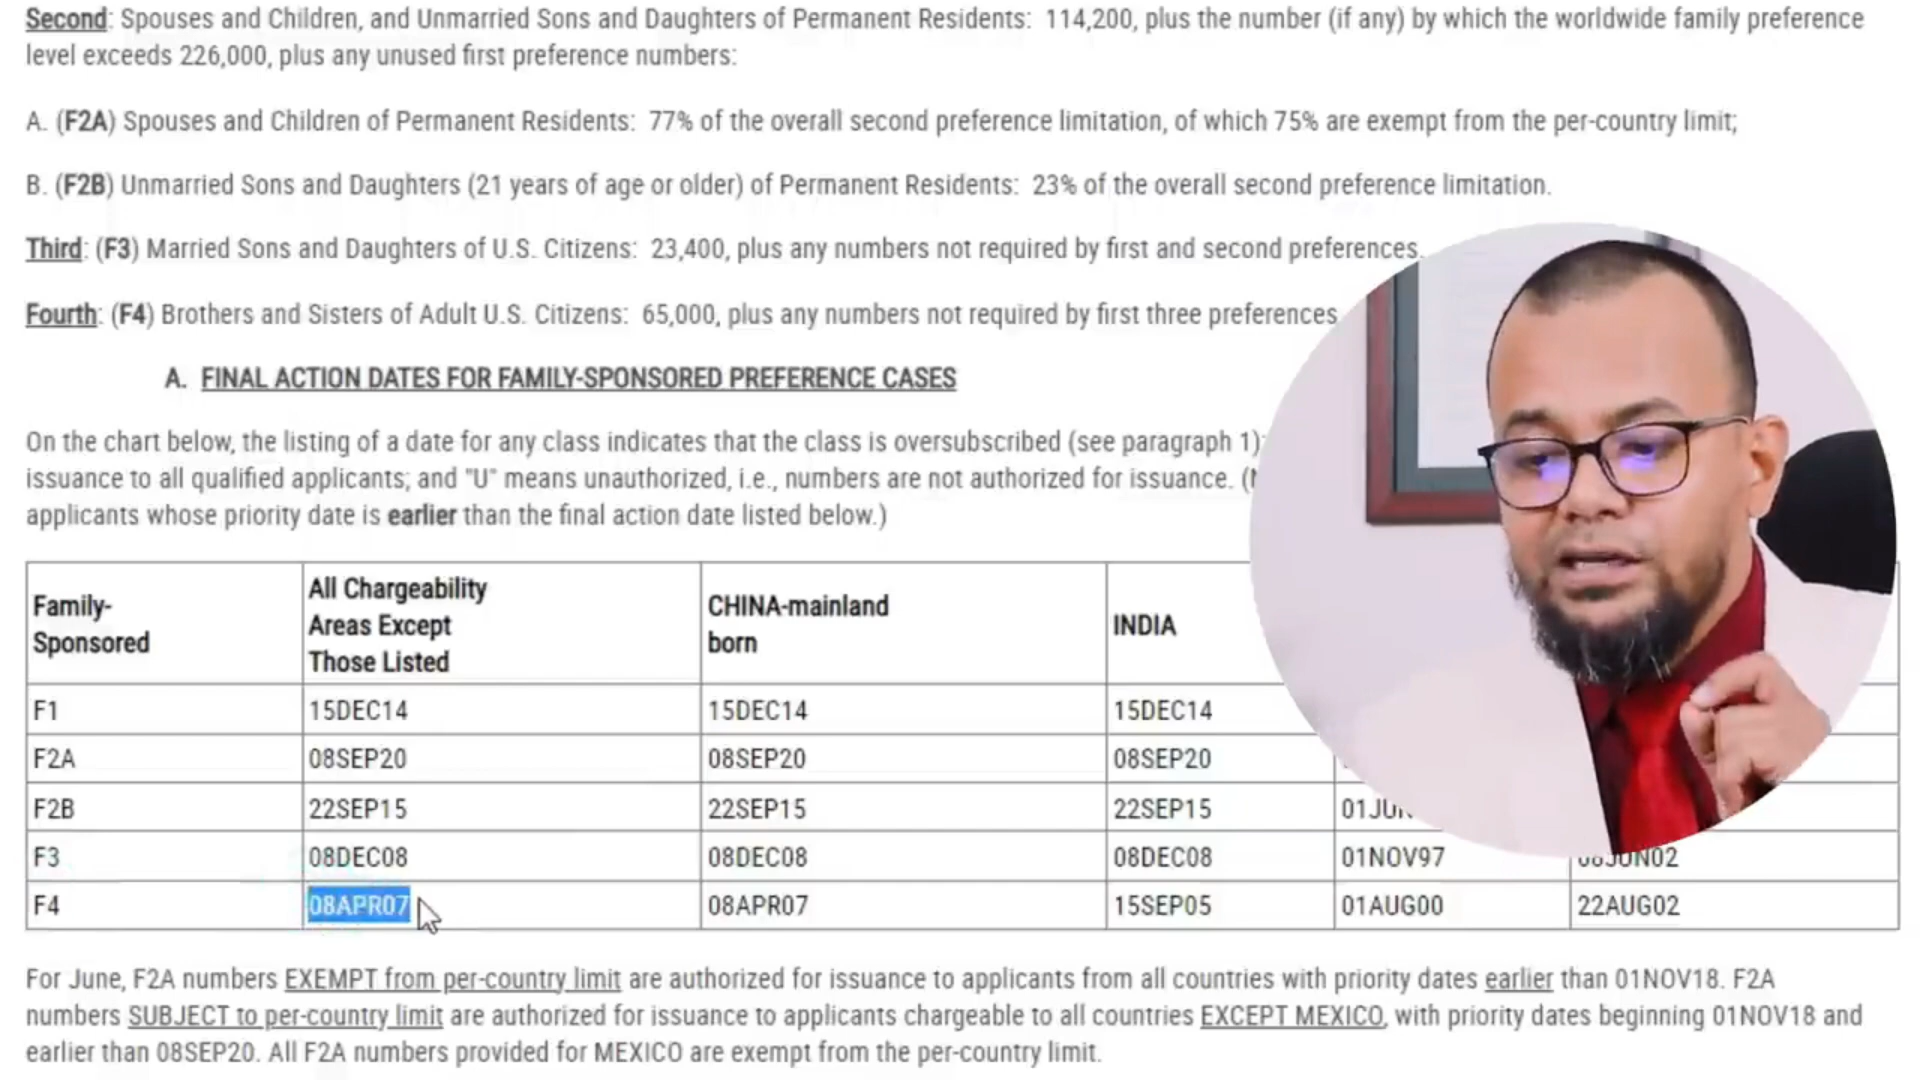 Second: Spouses and Children, and Unmarried Sons and Daughters of Permanent Residents: 114,200, plus the number (if any) by which the worldwide family preference
level exceeds 226,000, plus any unused first preference numbers:
A. (F2A) Spouses and Children of Permanent Residents: 77% of the overall second preference limitation, of which 75% are exempt from the per-country limit;
B. (F2B) Unmarried Sons and Daughters (21 years of age or older) of Permanent Residents: 23% of the overall second preference limitation.
Third: (F3) Married Sons and Daughters of U.S. Citizens: 23,400, plus any numbers not required by first and second preferences.
Fourth: (F4) Brothers and Sisters of Adult U.S. Citizens: 65,000, plus any numbers not required by first three preferences
A. FINAL ACTION DATES FOR FAMILY-SPONSORED PREFERENCE CASES
On the chart below, the listing of a date for any class indicates that the class is oversubscribed (see paragraph 1);
issuance to all qualified applicants; and "U" means unauthorized, i.e., numbers are not authorized for issuance. (
applicants whose priority date is earlier than the final action date listed below.)
Family-Sponsored All Chargeability Areas Except Those Listed CHINA-mainland born INDIA
F1 15DEC14 15DEC14 15DEC14
F2A 08SEP20 08SEP20 08SEP20
F2B 22SEP15 22SEP15 22SEP15
F3 08DEC08 08DEC08 08DEC08 01NOV97
F4 08APR07 08APR07 15SEP05 01AUG00 22AUG02
For June, F2A numbers EXEMPT from per-country limit are authorized for issuance to applicants from all countries with priority dates earlier than 01NOV18. F2A
numbers SUBJECT to per-country limit are authorized for issuance to applicants chargeable to all countries EXCEPT MEXICO, with priority dates beginning 01NOV18 and
earlier than 08SEP20. All F2A numbers provided for MEXICO are exempt from the per-country limit.